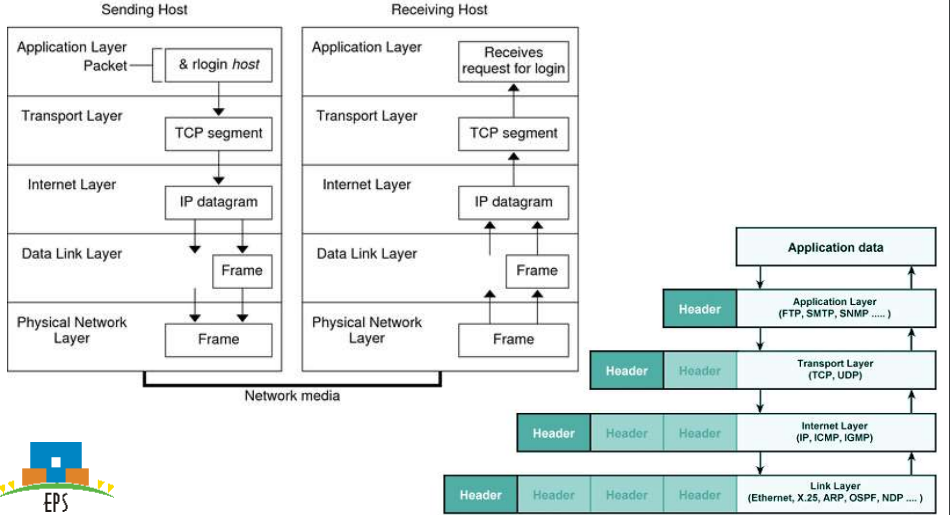 Sending Host
Application Layer
Packet
& rlogin host
Transport Layer
TCP segment
Internet Layer
IP datagram
Data Link Layer
Frame
Physical Network
Layer
Frame
Receiving Host
Application Layer
Receives
request for login
Transport Layer
TCP segment
Internet Layer
IP datagram
Data Link Layer
Frame
Physical Network
Layer
Frame
Network media
Application data
Header
Application Layer
(FTP, SMTP, SNMP ..... )
Header
Header
Transport Layer
(TCP, UDP)
Header
Header
Header
Internet Layer
(IP, ICMP, IGMP)
Header
Header
Header
Header
Link Layer
(Ethernet, X.25, ARP, OSPF, NDP .... )
EPS